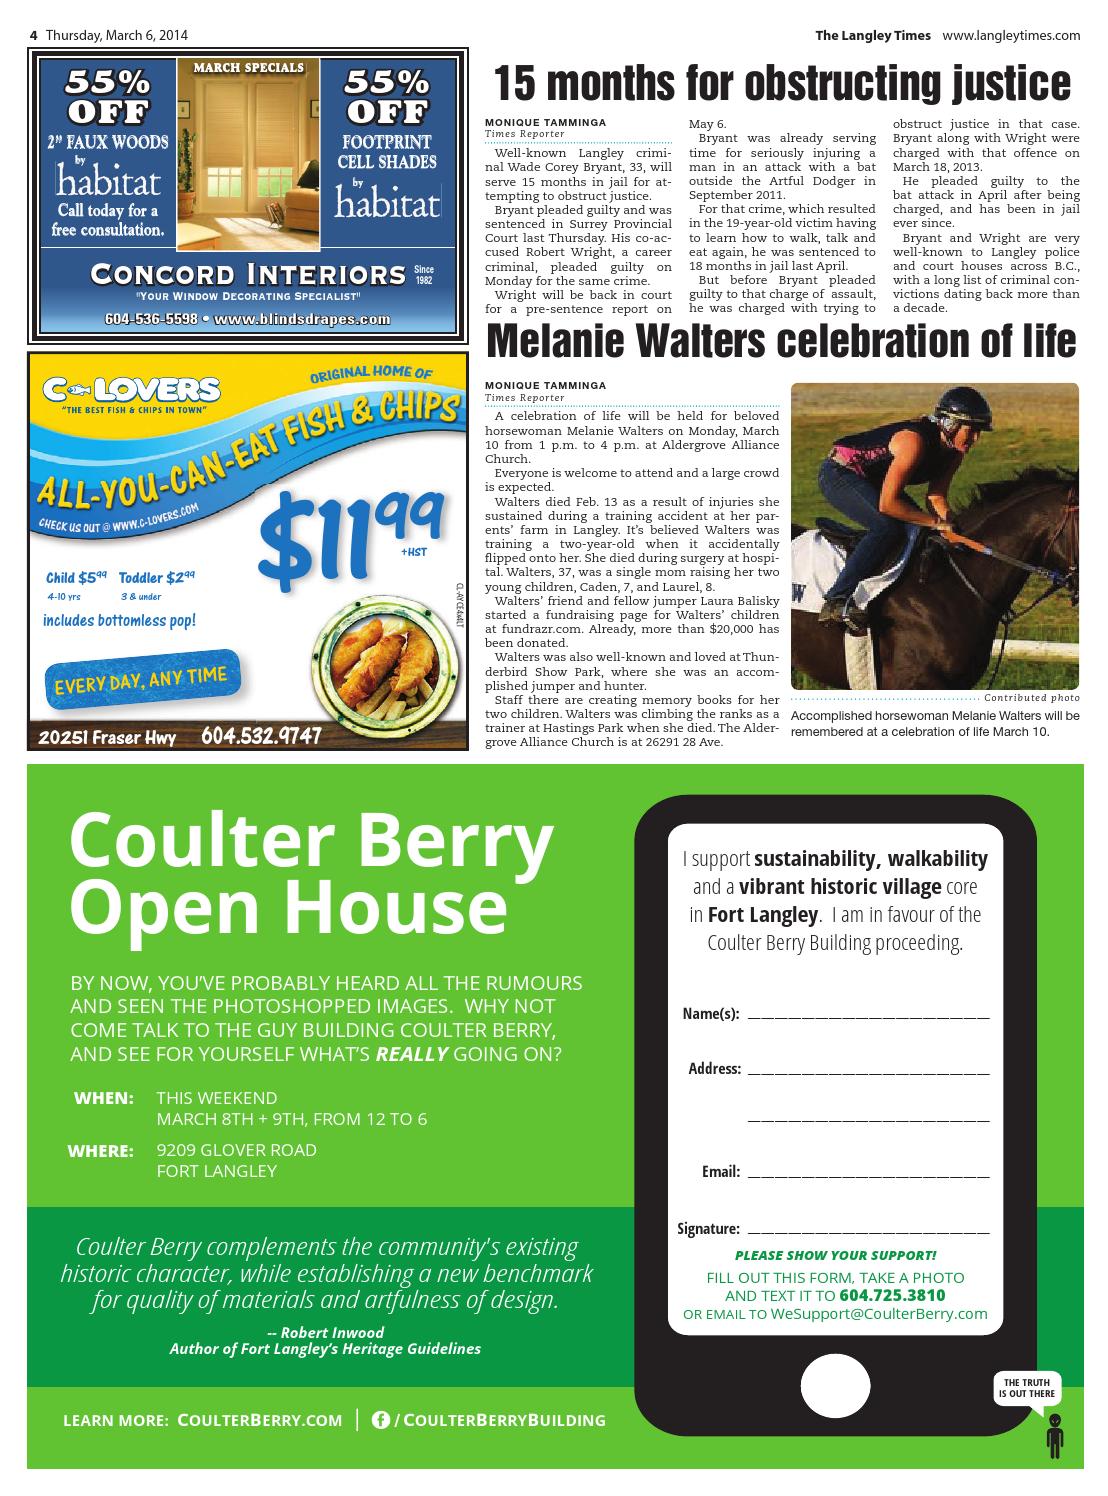 4 Thursday, March 6, 2014
The Langley Times www.langleytimes.com
MARCH SPECIALS
55%
OFF
2” FAUX WOODS
by
habitat
Call today for a
free consultation.
55%
OFF
FOOTPRINT
CELL SHADES
by
habitat
CONCORD INTERIORS Since
1982
"YOUR WINDOW DECORATING SPECIALIST"
604-536-5598 • www.blindsdrapes.com
C-LOVERS
"THE BEST FISH & CHIPS IN TOWN"
ORIGINAL HOME OF
ALL-YOU-CAN-EAT FISH & CHIPS
CHECK US OUT @ WWW.C-LOVERS.COM
$1199
+HST
Child $5.99 Toddler $2.99
4-10 yrs 3 & under
includes bottomless pop!
EVERY DAY, ANY TIME
20251 Fraser Hwy 604.532.9747
15 months for obstructing justice
MONIQUE TAMMINGA
Times Reporter
Well-known Langley crimi-
nal Wade Corey Bryant, 33, will
serve 15 months in jail for at-
tempting to obstruct justice.
Bryant pleaded guilty and was
sentenced in Surrey Provincial
Court last Thursday. His co-ac-
cused Robert Wright, a career
criminal, pleaded guilty on
Monday for the same crime.
Wright will be back in court
for a pre-sentence report on
May 6.
Bryant was already serving
time for seriously injuring a
man in an attack with a bat
outside the Artful Dodger in
September 2011.
For that crime, which resulted
in the 19-year-old victim having
to learn how to walk, talk and
eat again, he was sentenced to
18 months in jail last April.
But before Bryant pleaded
guilty to that charge of assault,
he was charged with trying to
obstruct justice in that case.
Bryant along with Wright were
charged with that offence on
March 18, 2013.
He pleaded guilty to the
bat attack in April after being
charged, and has been in jail
ever since.
Bryant and Wright are very
well-known to Langley police
and court houses across B.C.,
with a long list of criminal con-
victions dating back more than
a decade.
Melanie Walters celebration of life
MONIQUE TAMMINGA
Times Reporter
A celebration of life will be held for beloved
horsewoman Melanie Walters on Monday, March
10 from 1 p.m. to 4 p.m. at Aldergrove Alliance
Church.
Everyone is welcome to attend and a large crowd
is expected.
Walters died Feb. 13 as a result of injuries she
sustained during a training accident at her par-
ents’ farm in Langley. It’s believed Walters was
training a two-year-old when it accidentally
flipped onto her. She died during surgery at hospi-
tal. Walters, 37, was a single mom raising her two
young children, Caden, 7, and Laurel, 8.
Walters’ friend and fellow jumper Laura Balisky
started a fundraising page for Walters’ children
at fundrazr.com. Already, more than $20,000 has
been donated.
Walters was also well-known and loved at Thun-
derbird Show Park, where she was an accom-
plished jumper and hunter.
Staff there are creating memory books for her
two children. Walters was climbing the ranks as a
trainer at Hastings Park when she died. The Alder-
grove Alliance Church is at 26291 28 Ave.
Contributed photo
Accomplished horsewoman Melanie Walters will be
remembered at a celebration of life March 10.
Coulter Berry
Open House
BY NOW, YOU’VE PROBABLY HEARD ALL THE RUMOURS
AND SEEN THE PHOTOSHOPPED IMAGES. WHY NOT
COME TALK TO THE GUY BUILDING COULTER BERRY,
AND SEE FOR YOURSELF WHAT’S REALLY GOING ON?
WHEN: THIS WEEKEND
MARCH 8TH + 9TH, FROM 12 TO 6
WHERE: 9209 GLOVER ROAD
FORT LANGLEY
Coulter Berry complements the community's existing
historic character, while establishing a new benchmark
for quality of materials and artfulness of design.
-- Robert Inwood
Author of Fort Langley’s Heritage Guidelines
LEARN MORE: COULTERBERRY.COM | f / COULTERBERRYBUILDING
I support sustainability, walkability
and a vibrant historic village core
in Fort Langley. I am in favour of the
Coulter Berry Building proceeding.
Name(s):
Address:
Email:
Signature:
PLEASE SHOW YOUR SUPPORT!
FILL OUT THIS FORM, TAKE A PHOTO
AND TEXT IT TO 604.725.3810
OR EMAIL TO WeSupport@CoulterBerry.com
THE TRUTH
IS OUT THERE